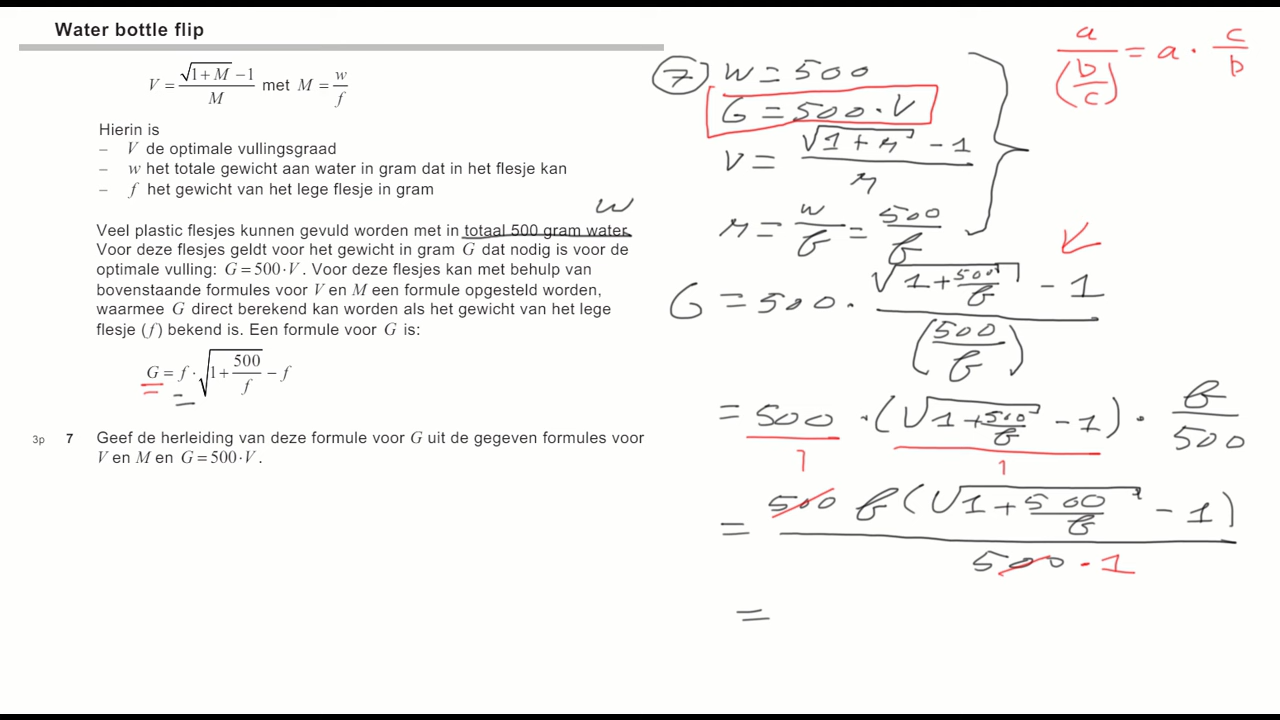 Water bottle flip
V = (√(1+M) −1)/M met M = w/f
Hierin is
– V de optimale vullingsgraad
– w het totale gewicht aan water in gram dat in het flesje kan
– f het gewicht van het lege flesje in gram
w
Veel plastic flesjes kunnen gevuld worden met in totaal 500 gram water.
Voor deze flesjes geldt voor het gewicht in gram G dat nodig is voor de
optimale vulling: G = 500·V. Voor deze flesjes kan met behulp van
bovenstaande formules voor V en M een formule opgesteld worden,
waarmee G direct berekend kan worden als het gewicht van het lege
flesje (f) bekend is. Een formule voor G is:
G = f · √(1+ 500/f) − f
3p 7 Geef de herleiding van deze formule voor G uit de gegeven formules voor
V en M en G = 500·V.
7) w = 500
G = 500 · V
V = (√(1+M) − 1)/M
M = w/f = 500/f
a/(b/c) = a · c/b
G = 500 · (√(1+500/f) − 1)/(500/f)
= 500 · (√(1+500/f) − 1) · f/500
1 1
= 500 f (√(1+500/f) − 1)/500 · 1
=